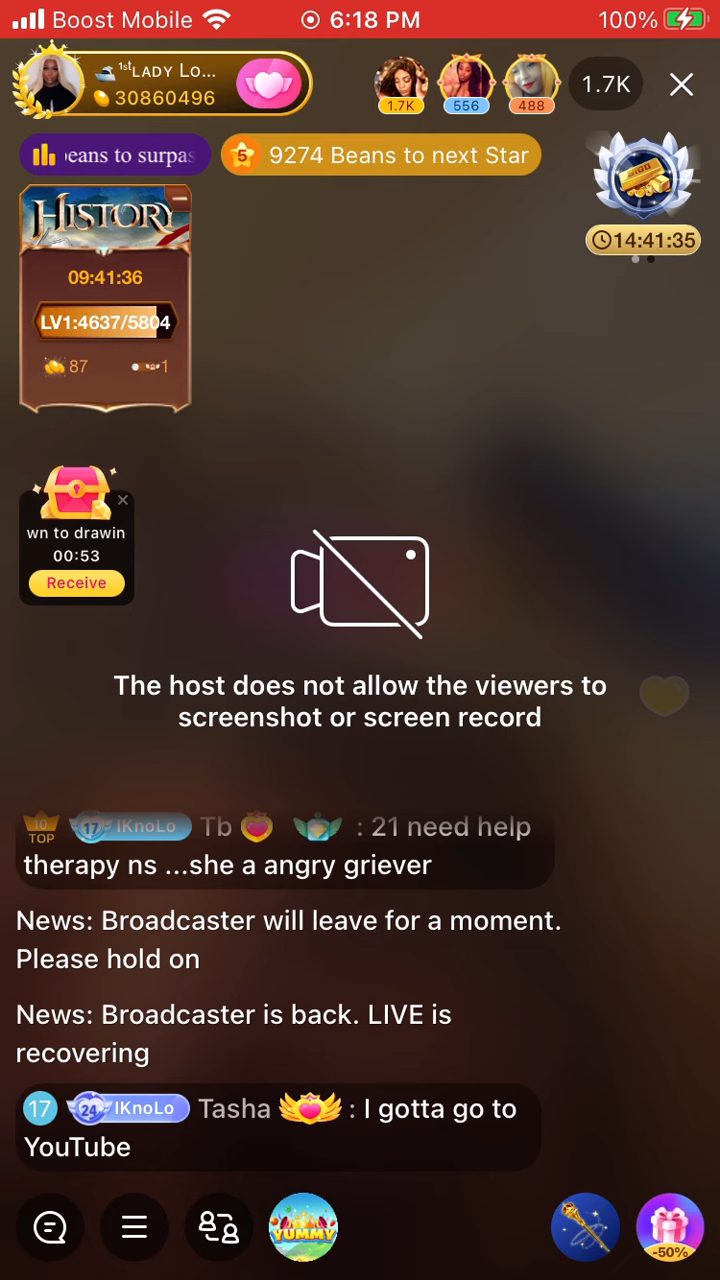 Boost Mobile 6:18 PM 100%
1stLADY Lo...
30860496
1.7K 556 488 1.7K
beans to surpas
5 9274 Beans to next Star
HISTORY
14:41:35
09:41:36
LV1:4637/5804
87 1
wn to drawin
00:53
Receive
The host does not allow the viewers to
screenshot or screen record
10 TOP 17 IKnoLo Tb : 21 need help
therapy ns ...she a angry griever
News: Broadcaster will leave for a moment.
Please hold on
News: Broadcaster is back. LIVE is
recovering
17 24 IKnoLo Tasha : I gotta go to
YouTube
YUMMY
-50%